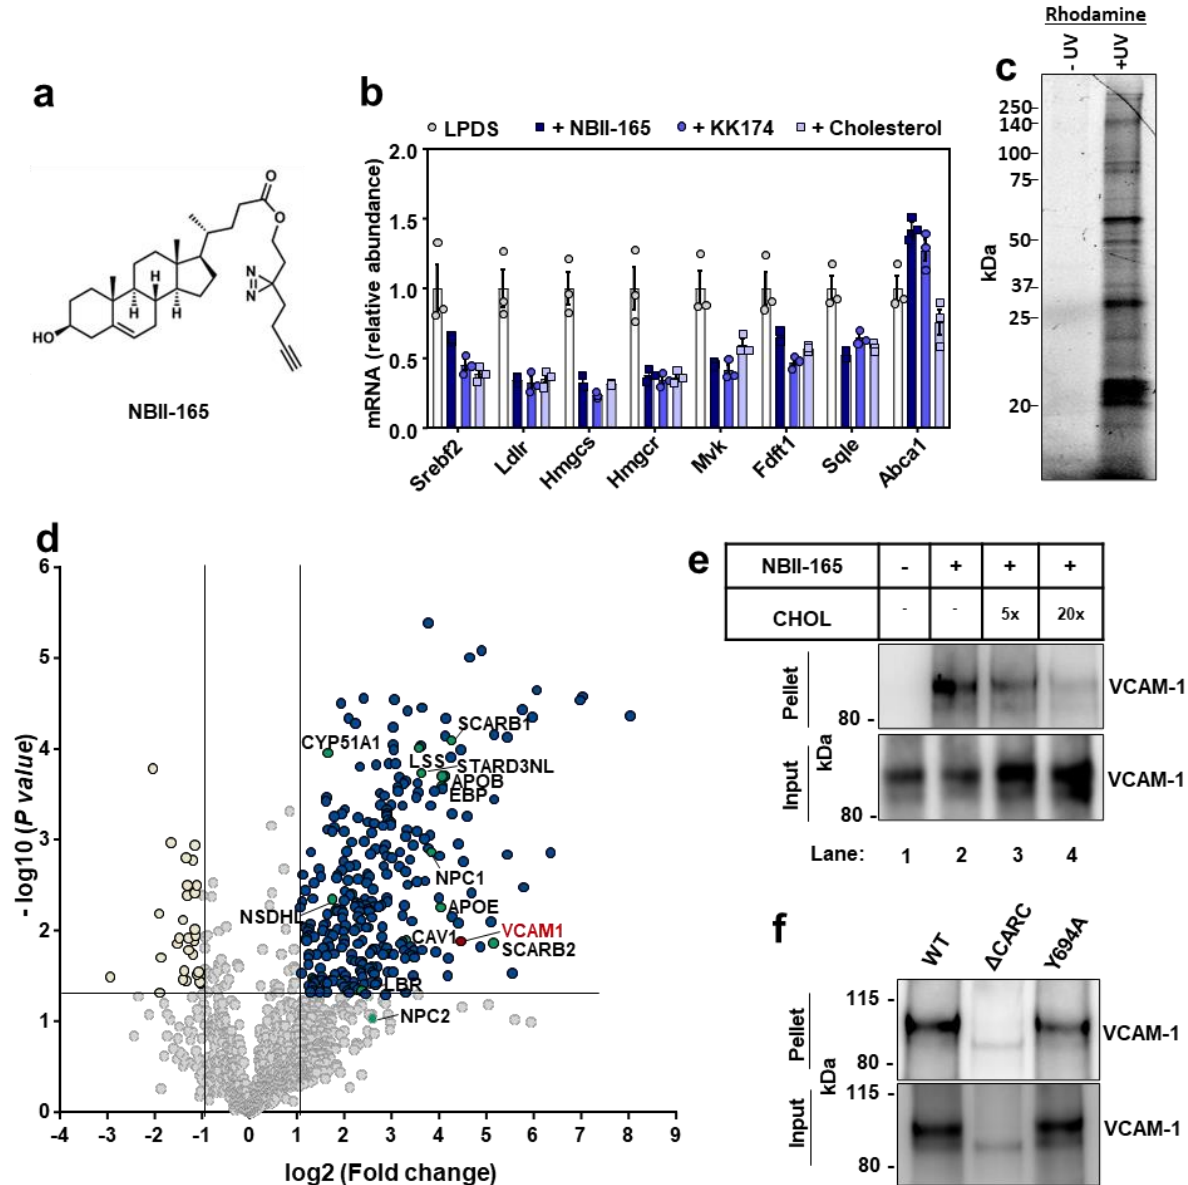 a
O
O
N
N
H
H
H
HO
NBII-165
b
LPDS + NBII-165 + KK174 + Cholesterol
mRNA (relative abundance)
2.0
1.5
1.0
0.5
0.0
Srebf2 Ldlr Hmgcs Hmgcr Mvk Fdft1 Sqle Abca1
c
Rhodamine
- UV +UV
kDa
250
140
100
75
50
37
25
20
d
- log10 (P value)
6
5
4
3
2
1
0
SCARB1
CYP51A1
LSS STARD3NL
APOB
EBP
NPC1
NSDHL APOE
CAV1 VCAM1
SCARB2
LBR
NPC2
-4 -3 -2 -1 0 1 2 3 4 5 6 7 8 9
log2 (Fold change)
e
NBII-165 - + + +
CHOL - - 5x 20x
Pellet 80 - VCAM-1
kDa
Input 80 - VCAM-1
Lane: 1 2 3 4
f
WT ΔCARC Y694A
Pellet 115 - VCAM-1
80 -
kDa
Input 115 - VCAM-1
80 -